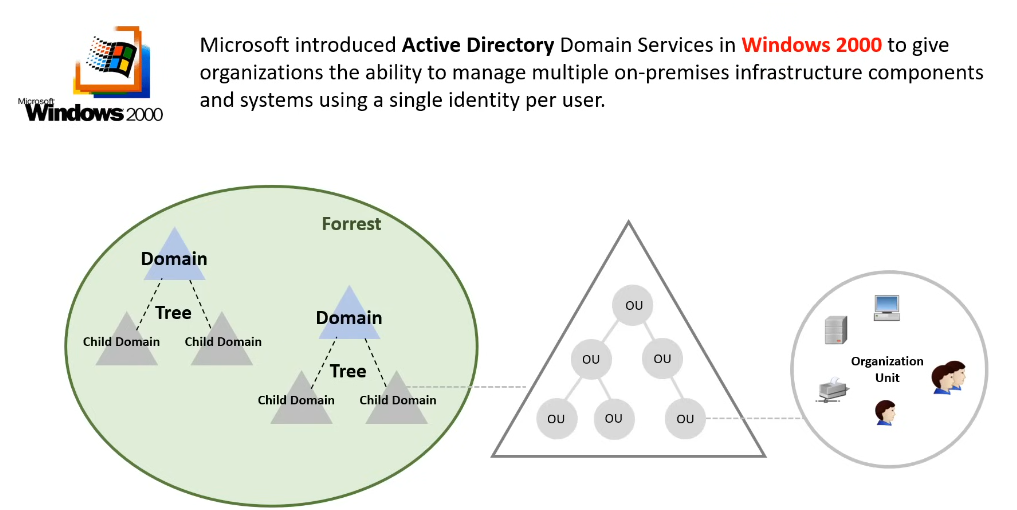 Microsoft
Windows 2000
Microsoft introduced Active Directory Domain Services in Windows 2000 to give
organizations the ability to manage multiple on-premises infrastructure components
and systems using a single identity per user.
Forrest
Domain
Tree
Child Domain
Child Domain
Domain
Tree
Child Domain
Child Domain
OU
OU
OU
OU
OU
OU
Organization
Unit